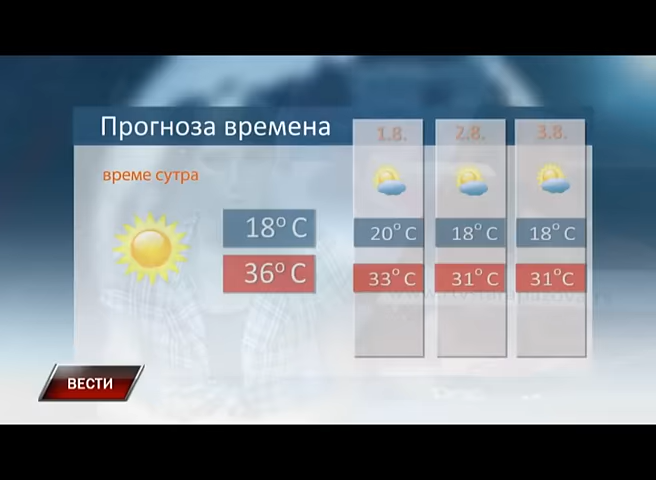 Прогноза времена
време сутра
18° C
36° C
1.8. 2.8. 3.8.
20° C 18° C 18° C
33° C 31° C 31° C
ВЕСТИ